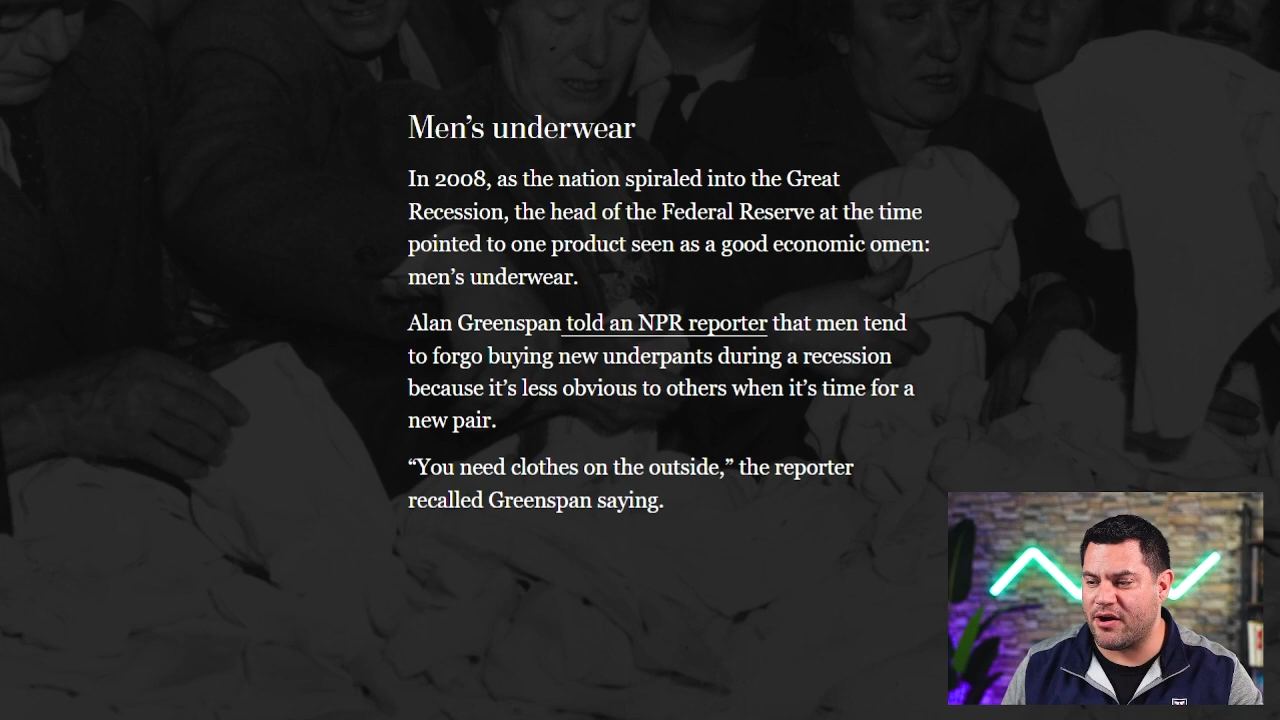 Men’s underwear
In 2008, as the nation spiraled into the Great
Recession, the head of the Federal Reserve at the time
pointed to one product seen as a good economic omen:
men’s underwear.
Alan Greenspan told an NPR reporter that men tend
to forgo buying new underpants during a recession
because it’s less obvious to others when it’s time for a
new pair.
“You need clothes on the outside,” the reporter
recalled Greenspan saying.